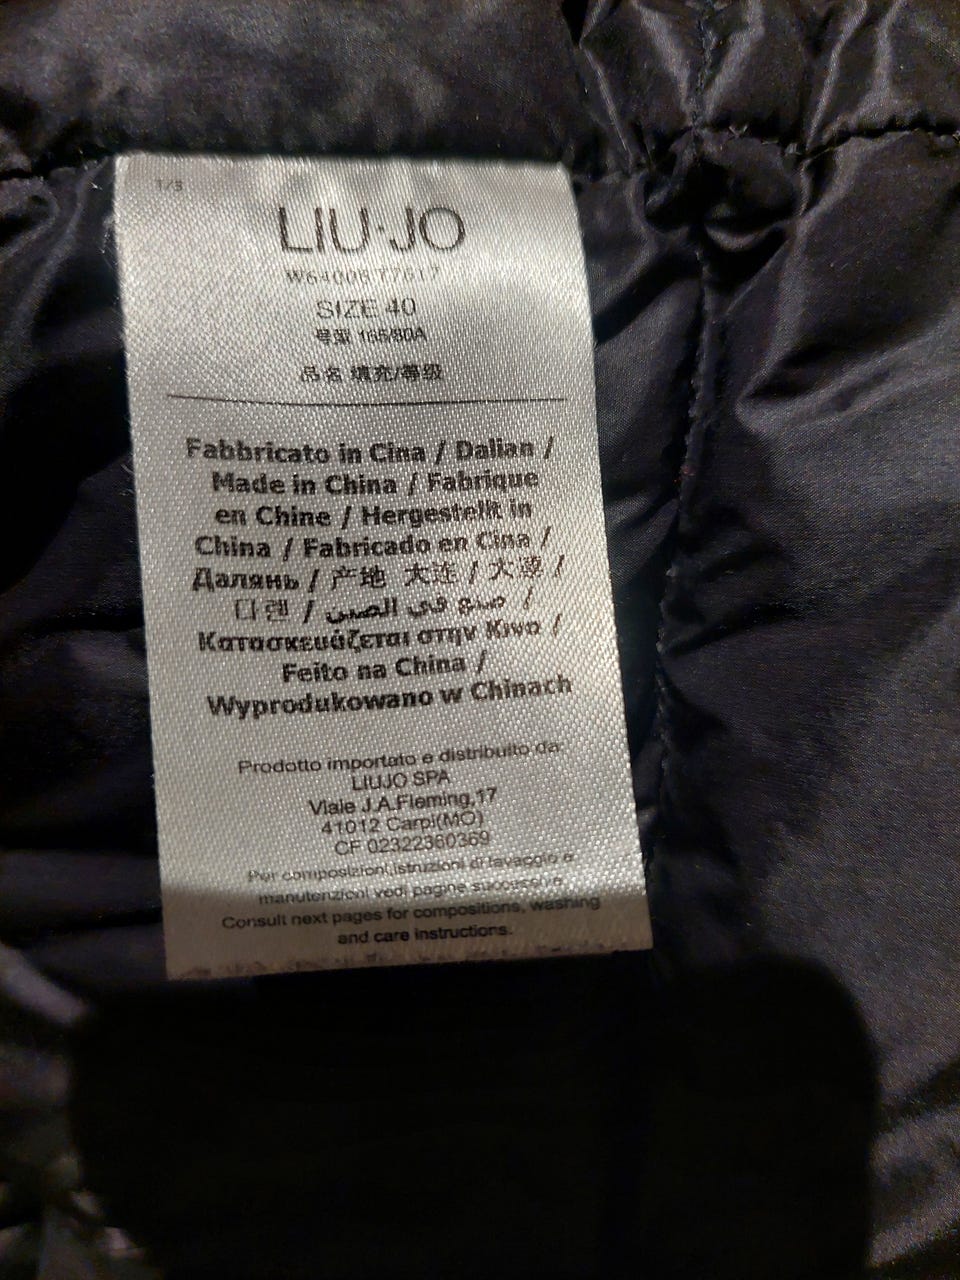 1/3
LIU·JO
W64008 T7617
SIZE 40
号型 165/80A
品名 填充/等级
Fabbricato in Cina / Dalian /
Made in China / Fabrique
en Chine / Hergestellt in
China / Fabricado en Cina /
Далянь / 产地 大连 / 大連 /
다롄 / صنع في الصين /
Κατασκευάζεται στην Κίνα /
Feito na China /
Wyprodukowano w Chinach
Prodotto importato e distribuito da:
LIUJO SPA
Viale J.A.Fleming,17
41012 Carpi(MO)
CF 02322360369
Per composizioni,istruzioni di lavaggio e
manutenzioni vedi pagine successive.
Consult next pages for compositions, washing
and care instructions.